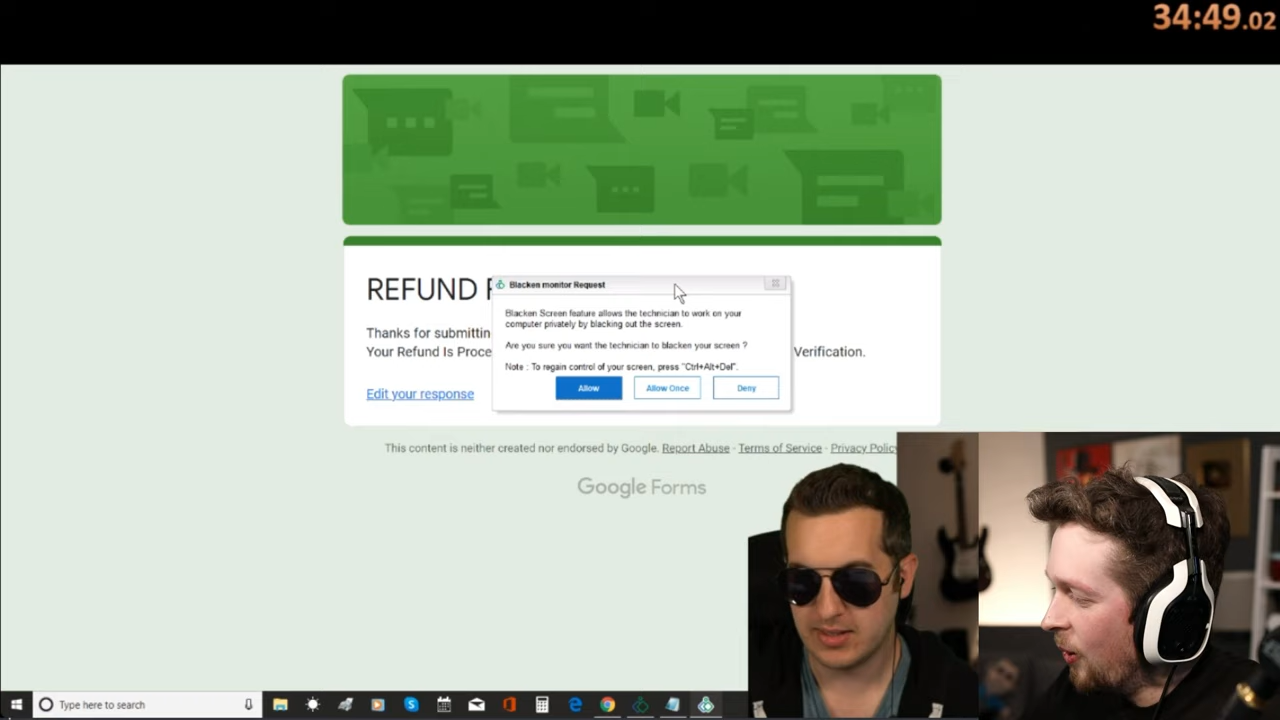 34:49.02
REFUND
Blacken monitor Request
Blacken Screen feature allows the technician to work on your
computer privately by blacking out the screen.
Are you sure you want the technician to blacken your screen ?
Note : To regain control of your screen, press "Ctrl+Alt+Del".
Allow
Allow Once
Deny
Thanks for submittin
Your Refund Is Proce
Verification.
Edit your response
This content is neither created nor endorsed by Google. Report Abuse - Terms of Service - Privacy Policy
Google Forms
Type here to search